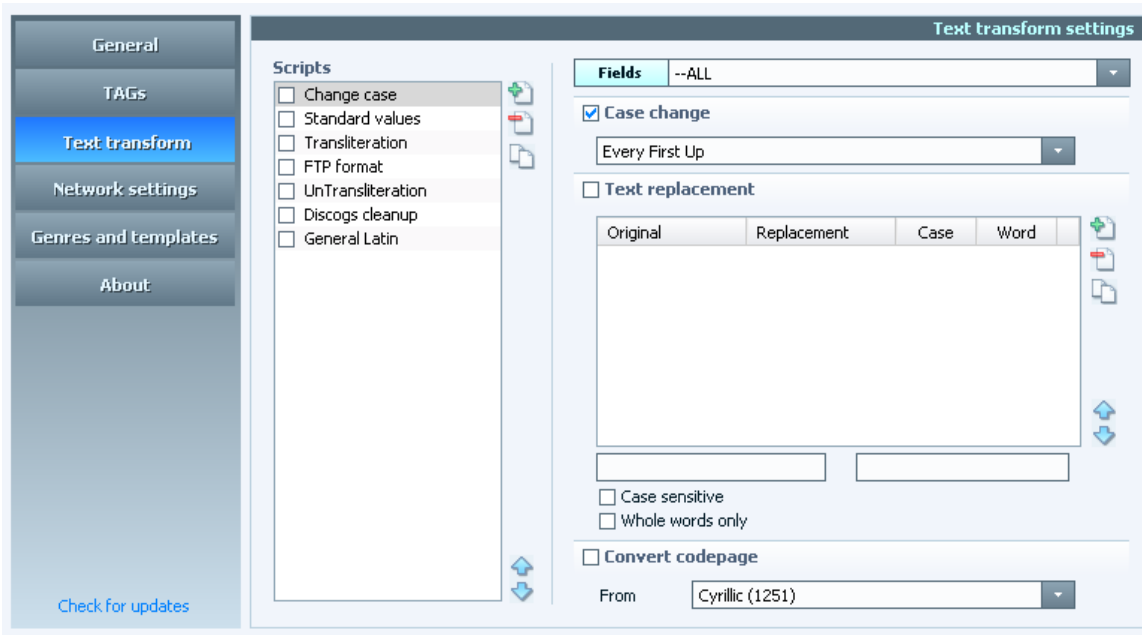 General
TAGs
Text transform
Network settings
Genres and templates
About
Check for updates
Text transform settings
Scripts
Change case
Standard values
Transliteration
FTP format
UnTransliteration
Discogs cleanup
General Latin
Fields --ALL
Case change
Every First Up
Text replacement
Original Replacement Case Word
Case sensitive
Whole words only
Convert codepage
From Cyrillic (1251)